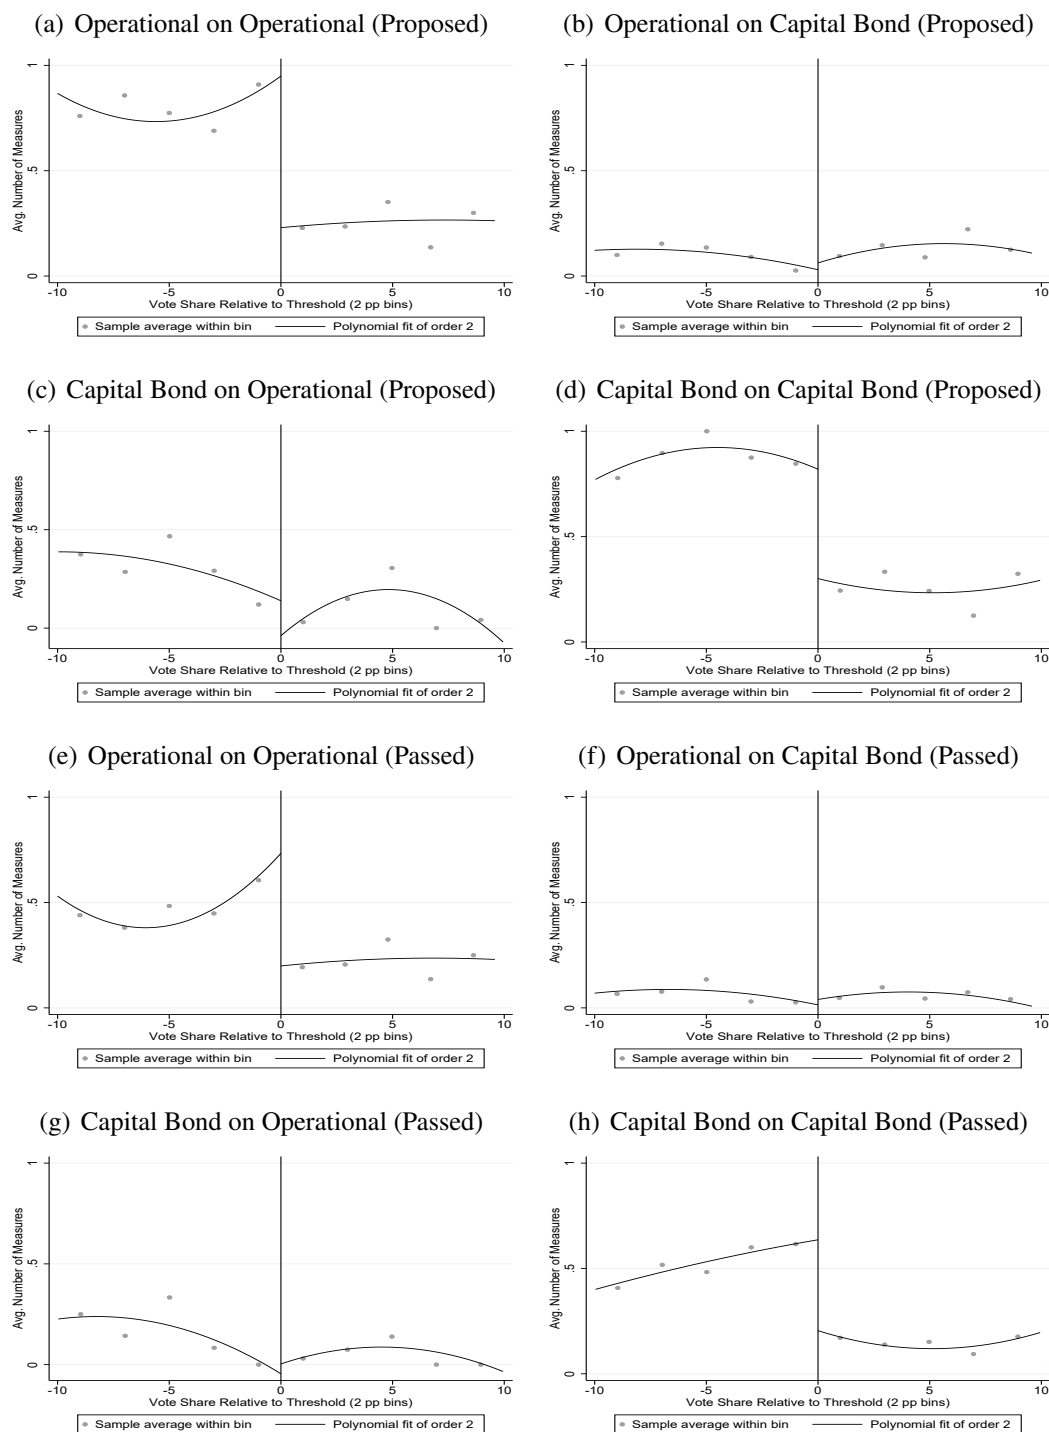 (a) Operational on Operational (Proposed)
Avg. Number of Measures
1
.5
0
-10 -5 0 5 10
Vote Share Relative to Threshold (2 pp bins)
Sample average within bin Polynomial fit of order 2
(b) Operational on Capital Bond (Proposed)
Avg. Number of Measures
1
.5
0
-10 -5 0 5 10
Vote Share Relative to Threshold (2 pp bins)
Sample average within bin Polynomial fit of order 2
(c) Capital Bond on Operational (Proposed)
Avg. Number of Measures
1
.5
0
-10 -5 0 5 10
Vote Share Relative to Threshold (2 pp bins)
Sample average within bin Polynomial fit of order 2
(d) Capital Bond on Capital Bond (Proposed)
Avg. Number of Measures
1
.5
0
-10 -5 0 5 10
Vote Share Relative to Threshold (2 pp bins)
Sample average within bin Polynomial fit of order 2
(e) Operational on Operational (Passed)
Avg. Number of Measures
1
.5
0
-10 -5 0 5 10
Vote Share Relative to Threshold (2 pp bins)
Sample average within bin Polynomial fit of order 2
(f) Operational on Capital Bond (Passed)
Avg. Number of Measures
1
.5
0
-10 -5 0 5 10
Vote Share Relative to Threshold (2 pp bins)
Sample average within bin Polynomial fit of order 2
(g) Capital Bond on Operational (Passed)
Avg. Number of Measures
1
.5
0
-10 -5 0 5 10
Vote Share Relative to Threshold (2 pp bins)
Sample average within bin Polynomial fit of order 2
(h) Capital Bond on Capital Bond (Passed)
Avg. Number of Measures
1
.5
0
-10 -5 0 5 10
Vote Share Relative to Threshold (2 pp bins)
Sample average within bin Polynomial fit of order 2